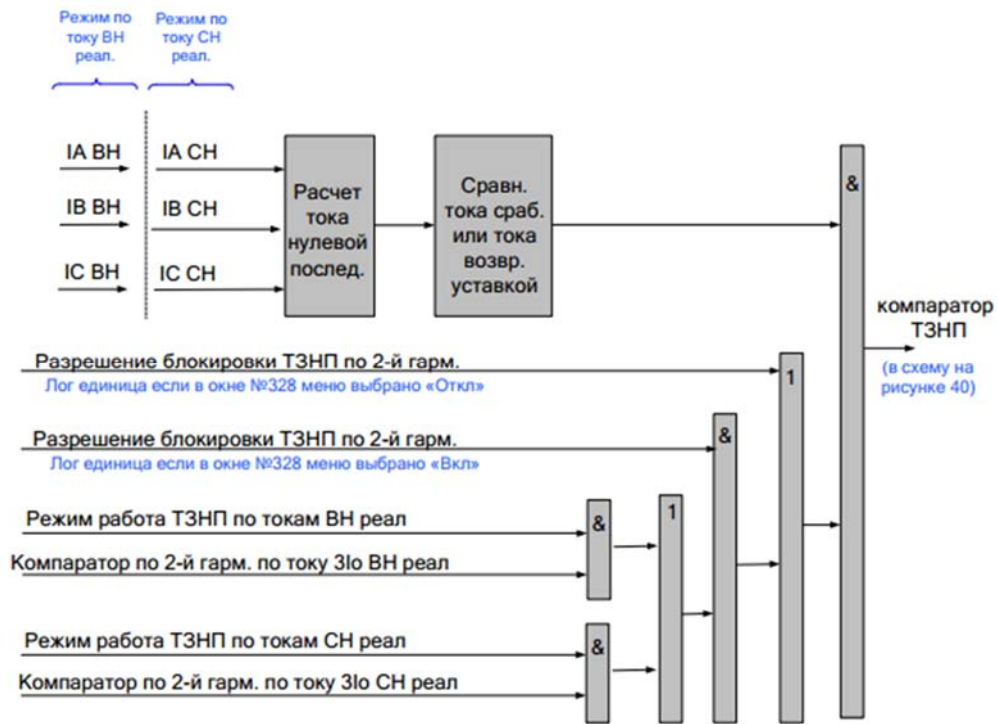 Режим по
току ВН
реал.
Режим по
току СН
реал.
IA ВН
IA СН
IB ВН
IB СН
IC ВН
IC СН
Расчет
тока
нулевой
послед.
Сравн.
тока сраб.
или тока
возвр.
уставкой
&
компаратор
ТЗНП
(в схему на
рисунке 40)
Разрешение блокировки ТЗНП по 2-й гарм.
Лог единица если в окне №328 меню выбрано «Откл»
1
Разрешение блокировки ТЗНП по 2-й гарм.
Лог единица если в окне №328 меню выбрано «Вкл»
&
Режим работа ТЗНП по токам ВН реал
&
1
Компаратор по 2-й гарм. по току 3Iо ВН реал
Режим работа ТЗНП по токам СН реал
&
Компаратор по 2-й гарм. по току 3Iо СН реал